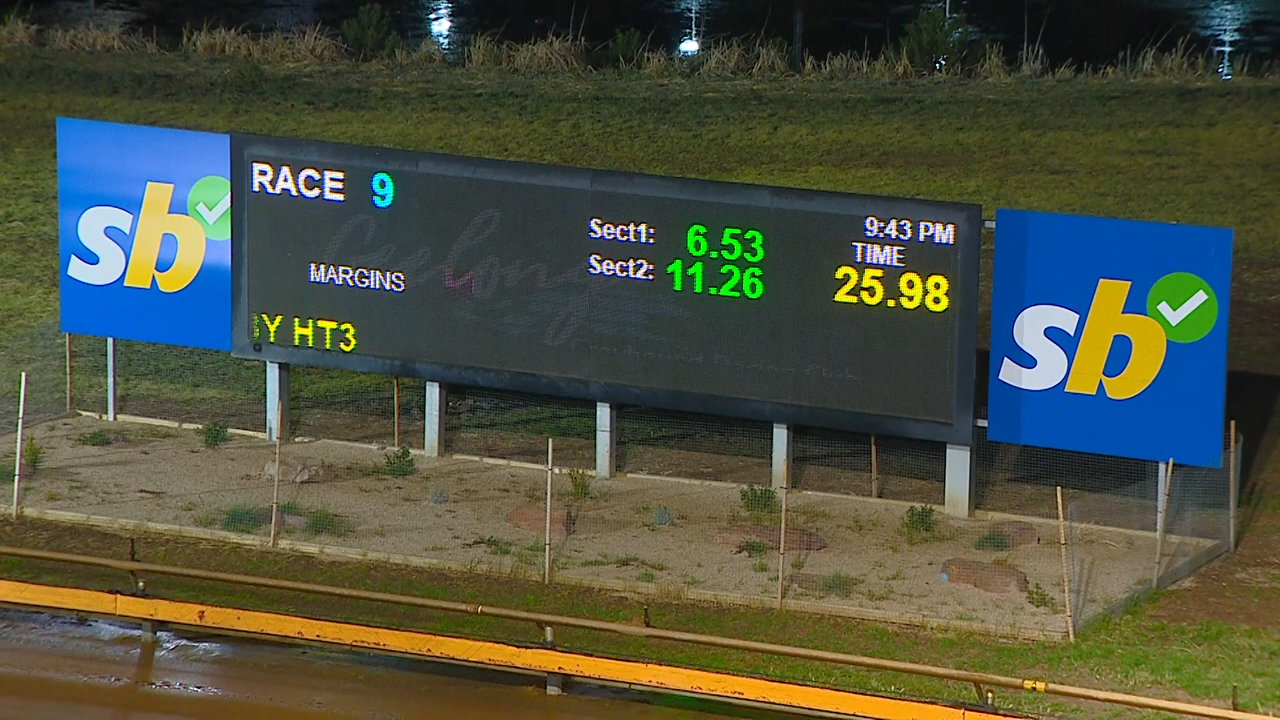 sb
RACE 9
MARGINS
Y HT3
Sect1: 6.53
Sect2: 11.26
9:43 PM
TIME
25.98
sb